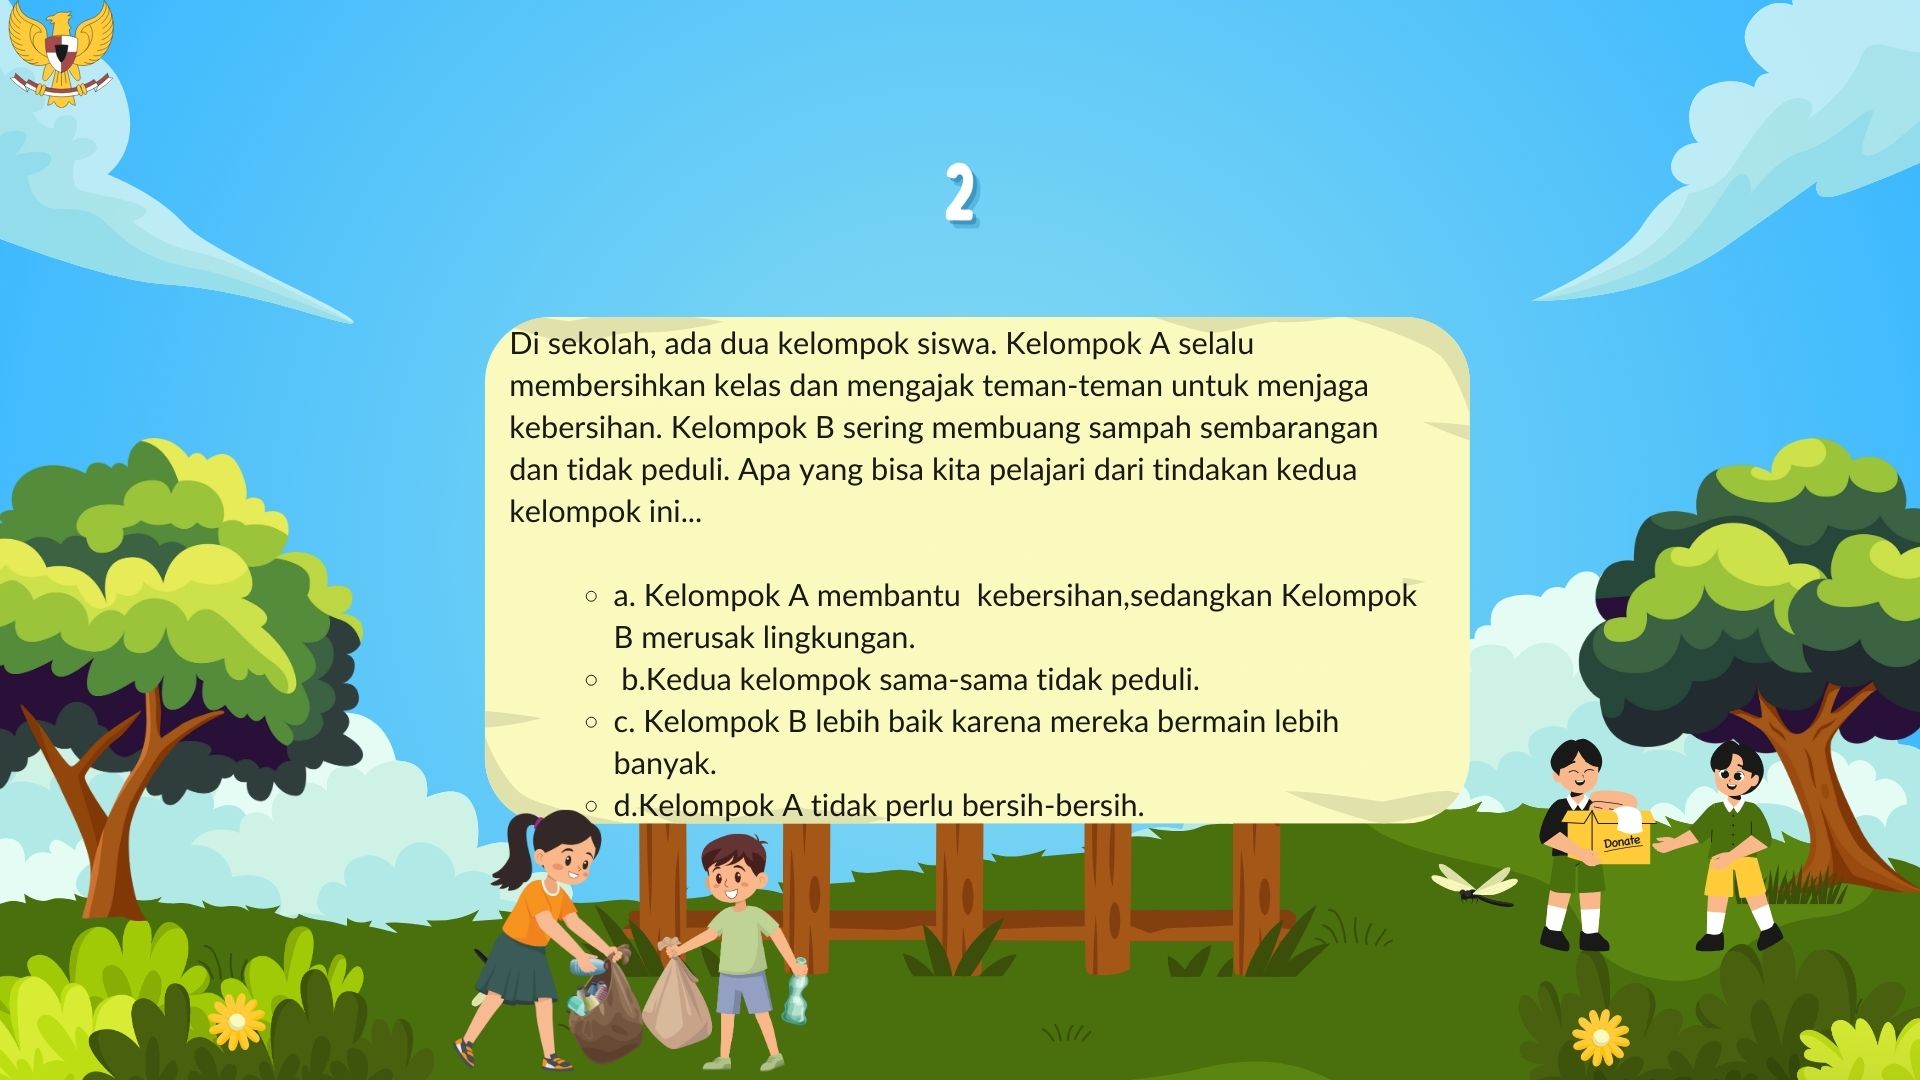 2
Di sekolah, ada dua kelompok siswa. Kelompok A selalu
membersihkan kelas dan mengajak teman-teman untuk menjaga
kebersihan. Kelompok B sering membuang sampah sembarangan
dan tidak peduli. Apa yang bisa kita pelajari dari tindakan kedua
kelompok ini...
a. Kelompok A membantu  kebersihan,sedangkan Kelompok
B merusak lingkungan.
b.Kedua kelompok sama-sama tidak peduli.
c. Kelompok B lebih baik karena mereka bermain lebih
banyak.
d.Kelompok A tidak perlu bersih-bersih.
Donate